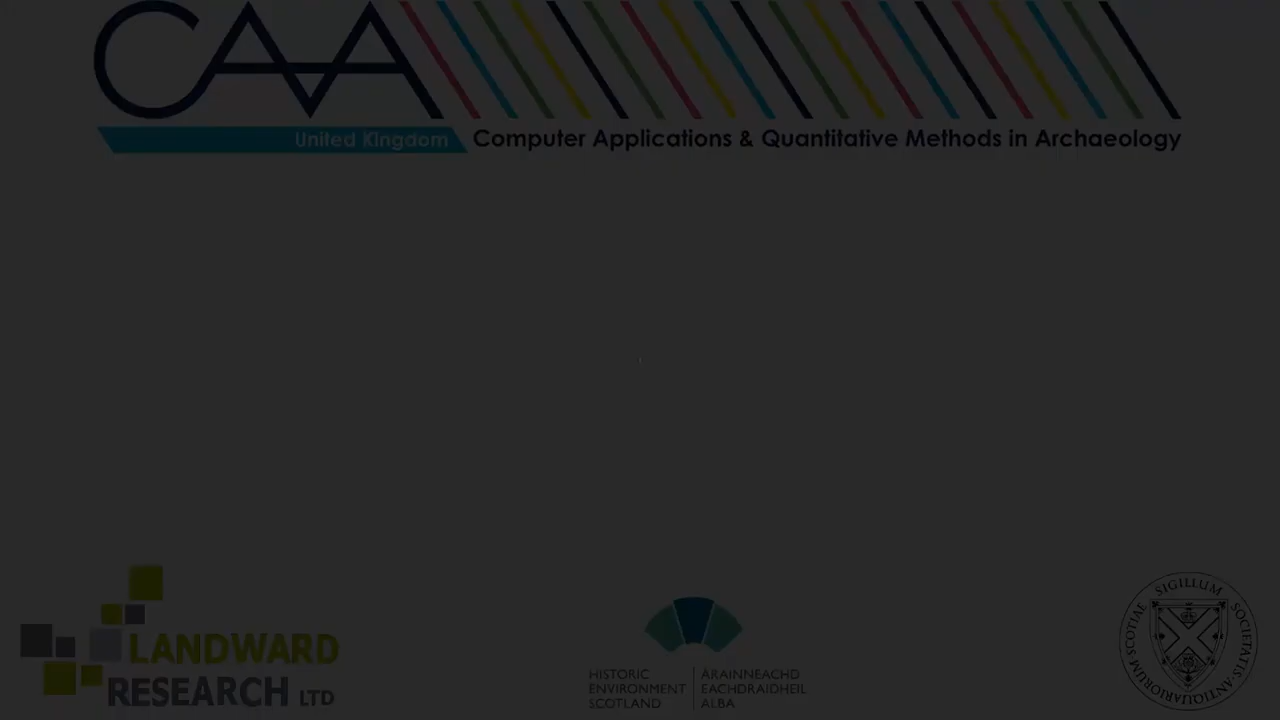 CAA
United Kingdom
Computer Applications & Quantitative Methods in Archaeology
LANDWARD
RESEARCH LTD
HISTORIC
ENVIRONMENT
SCOTLAND
ÀRAINNEACHD
EACHDRAIDHEIL
ALBA
SIGILLUM SOCIETATIS ANTIQUARIORUM SCOTIAE